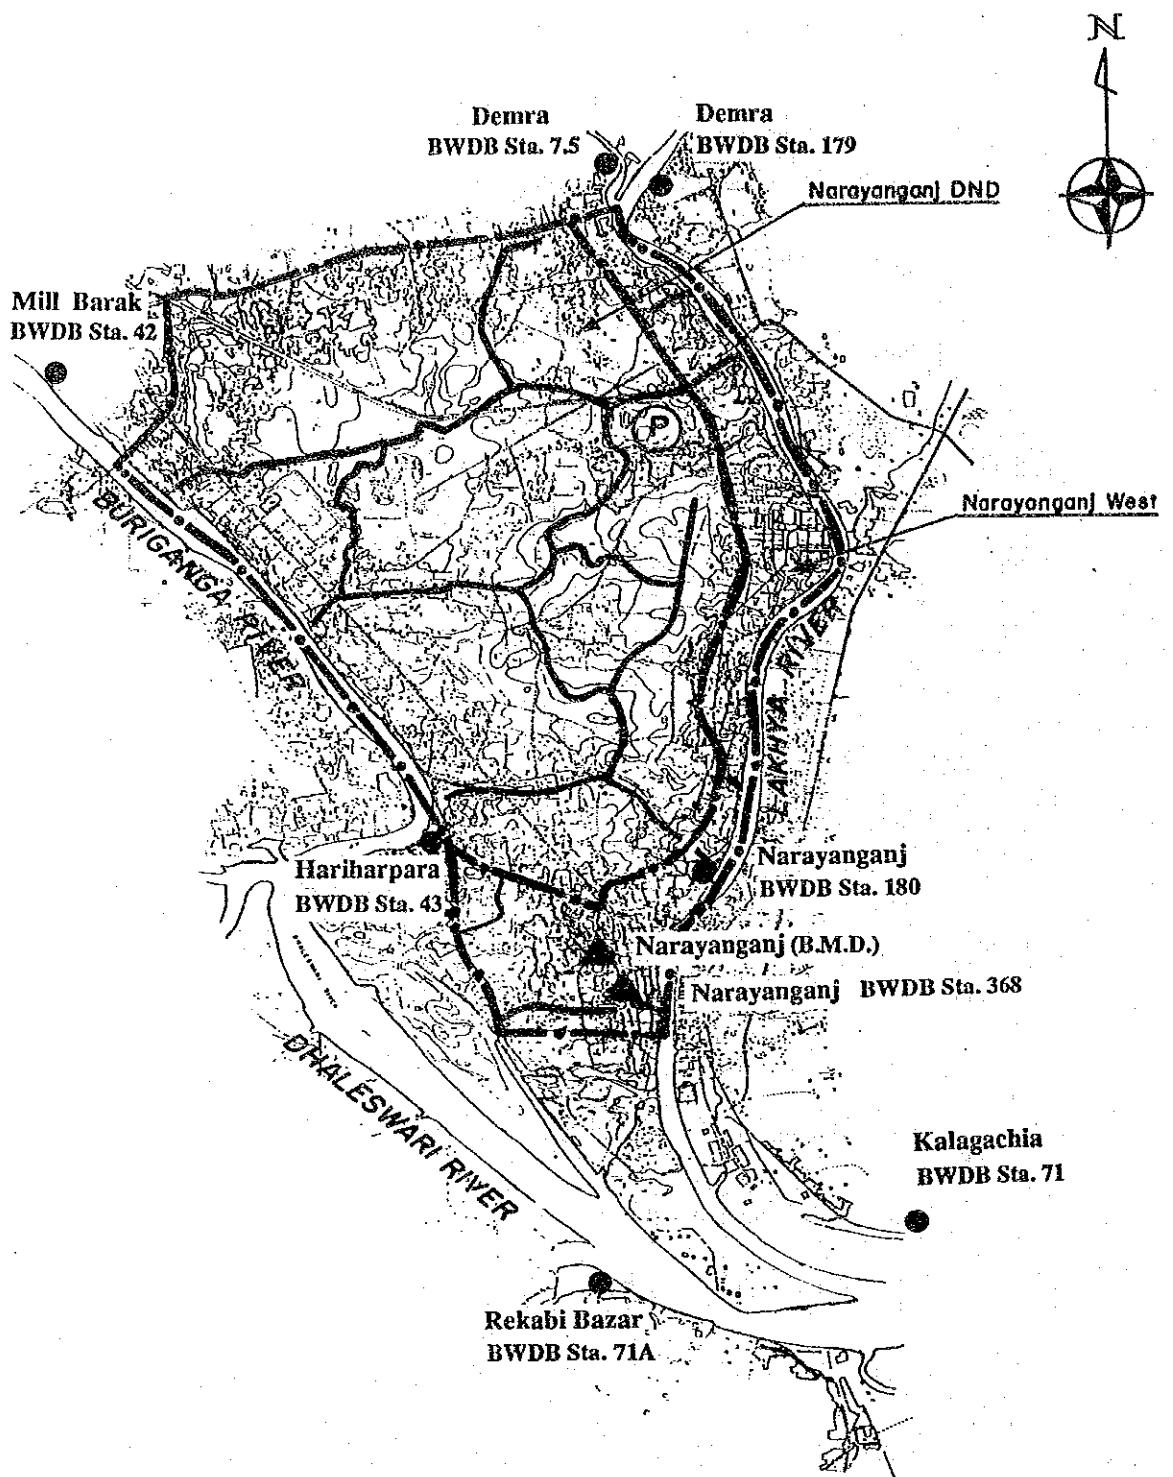 N
Demra
BWDB Sta. 7.5
Demra
BWDB Sta. 179
Narayanganj DND
Mill Barak
BWDB Sta. 42
P
Narayonganj West
BURIGANGA RIVER
LAKHYA RIVER
Hariharpara
BWDB Sta. 43
Narayanganj
BWDB Sta. 180
Narayanganj (B.M.D.)
Narayanganj BWDB Sta. 368
DHALESWARI RIVER
Kalagachia
BWDB Sta. 71
Rekabi Bazar
BWDB Sta. 71A